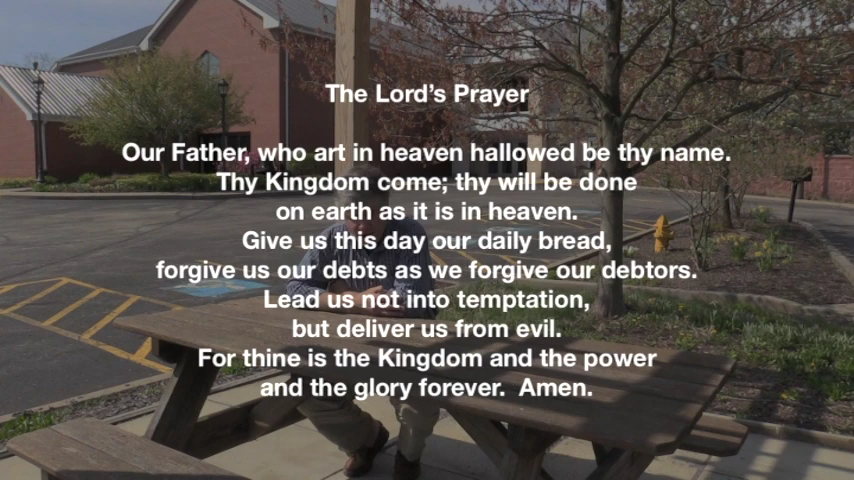 The Lord’s Prayer
Our Father, who art in heaven hallowed be thy name.
Thy Kingdom come; thy will be done
on earth as it is in heaven.
Give us this day our daily bread,
forgive us our debts as we forgive our debtors.
Lead us not into temptation,
but deliver us from evil.
For thine is the Kingdom and the power
and the glory forever.  Amen.